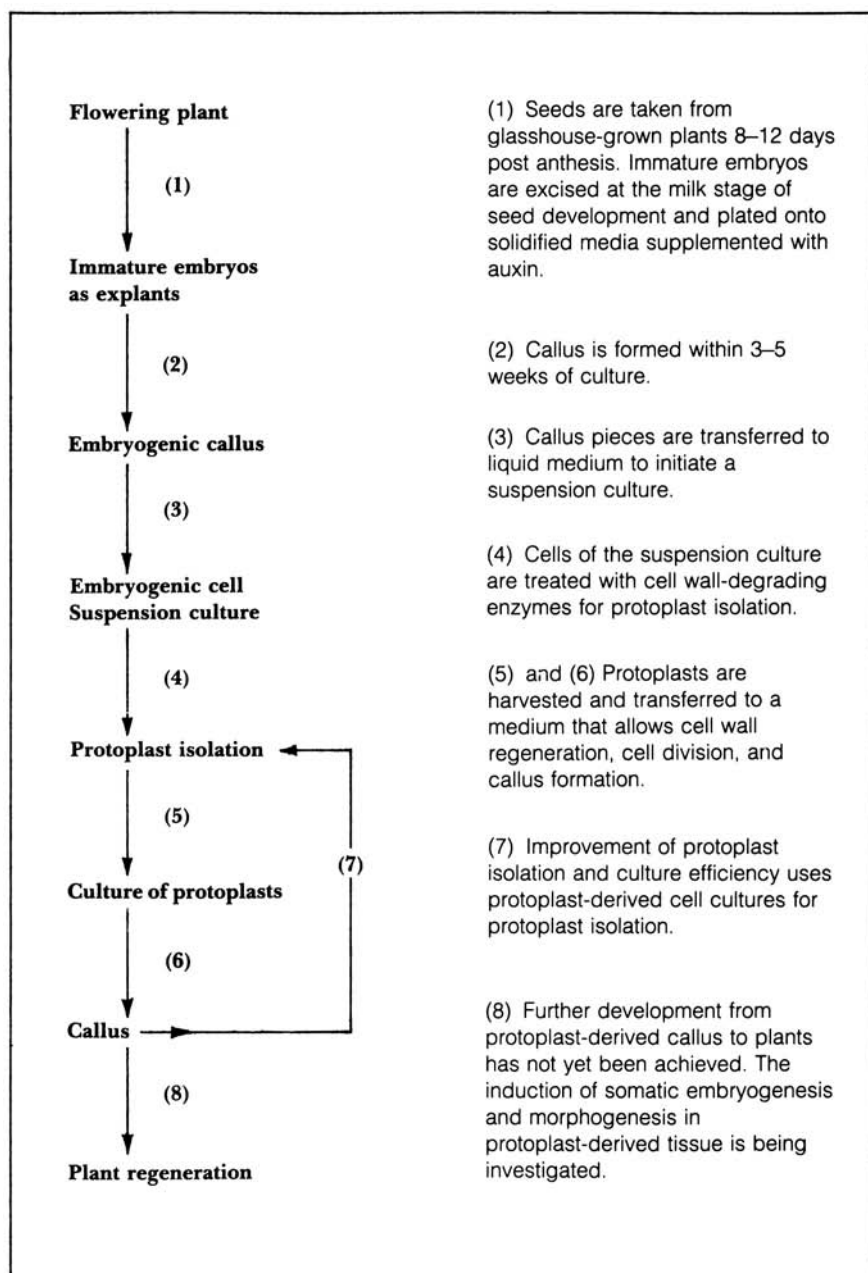 Flowering plant
(1)
Immature embryos
as explants
(2)
Embryogenic callus
(3)
Embryogenic cell
Suspension culture
(4)
Protoplast isolation
(5)
(7)
Culture of protoplasts
(6)
Callus
(8)
Plant regeneration
(1) Seeds are taken from
glasshouse-grown plants 8–12 days
post anthesis. Immature embryos
are excised at the milk stage of
seed development and plated onto
solidified media supplemented with
auxin.
(2) Callus is formed within 3–5
weeks of culture.
(3) Callus pieces are transferred to
liquid medium to initiate a
suspension culture.
(4) Cells of the suspension culture
are treated with cell wall-degrading
enzymes for protoplast isolation.
(5) and (6) Protoplasts are
harvested and transferred to a
medium that allows cell wall
regeneration, cell division, and
callus formation.
(7) Improvement of protoplast
isolation and culture efficiency uses
protoplast-derived cell cultures for
protoplast isolation.
(8) Further development from
protoplast-derived callus to plants
has not yet been achieved. The
induction of somatic embryogenesis
and morphogenesis in
protoplast-derived tissue is being
investigated.